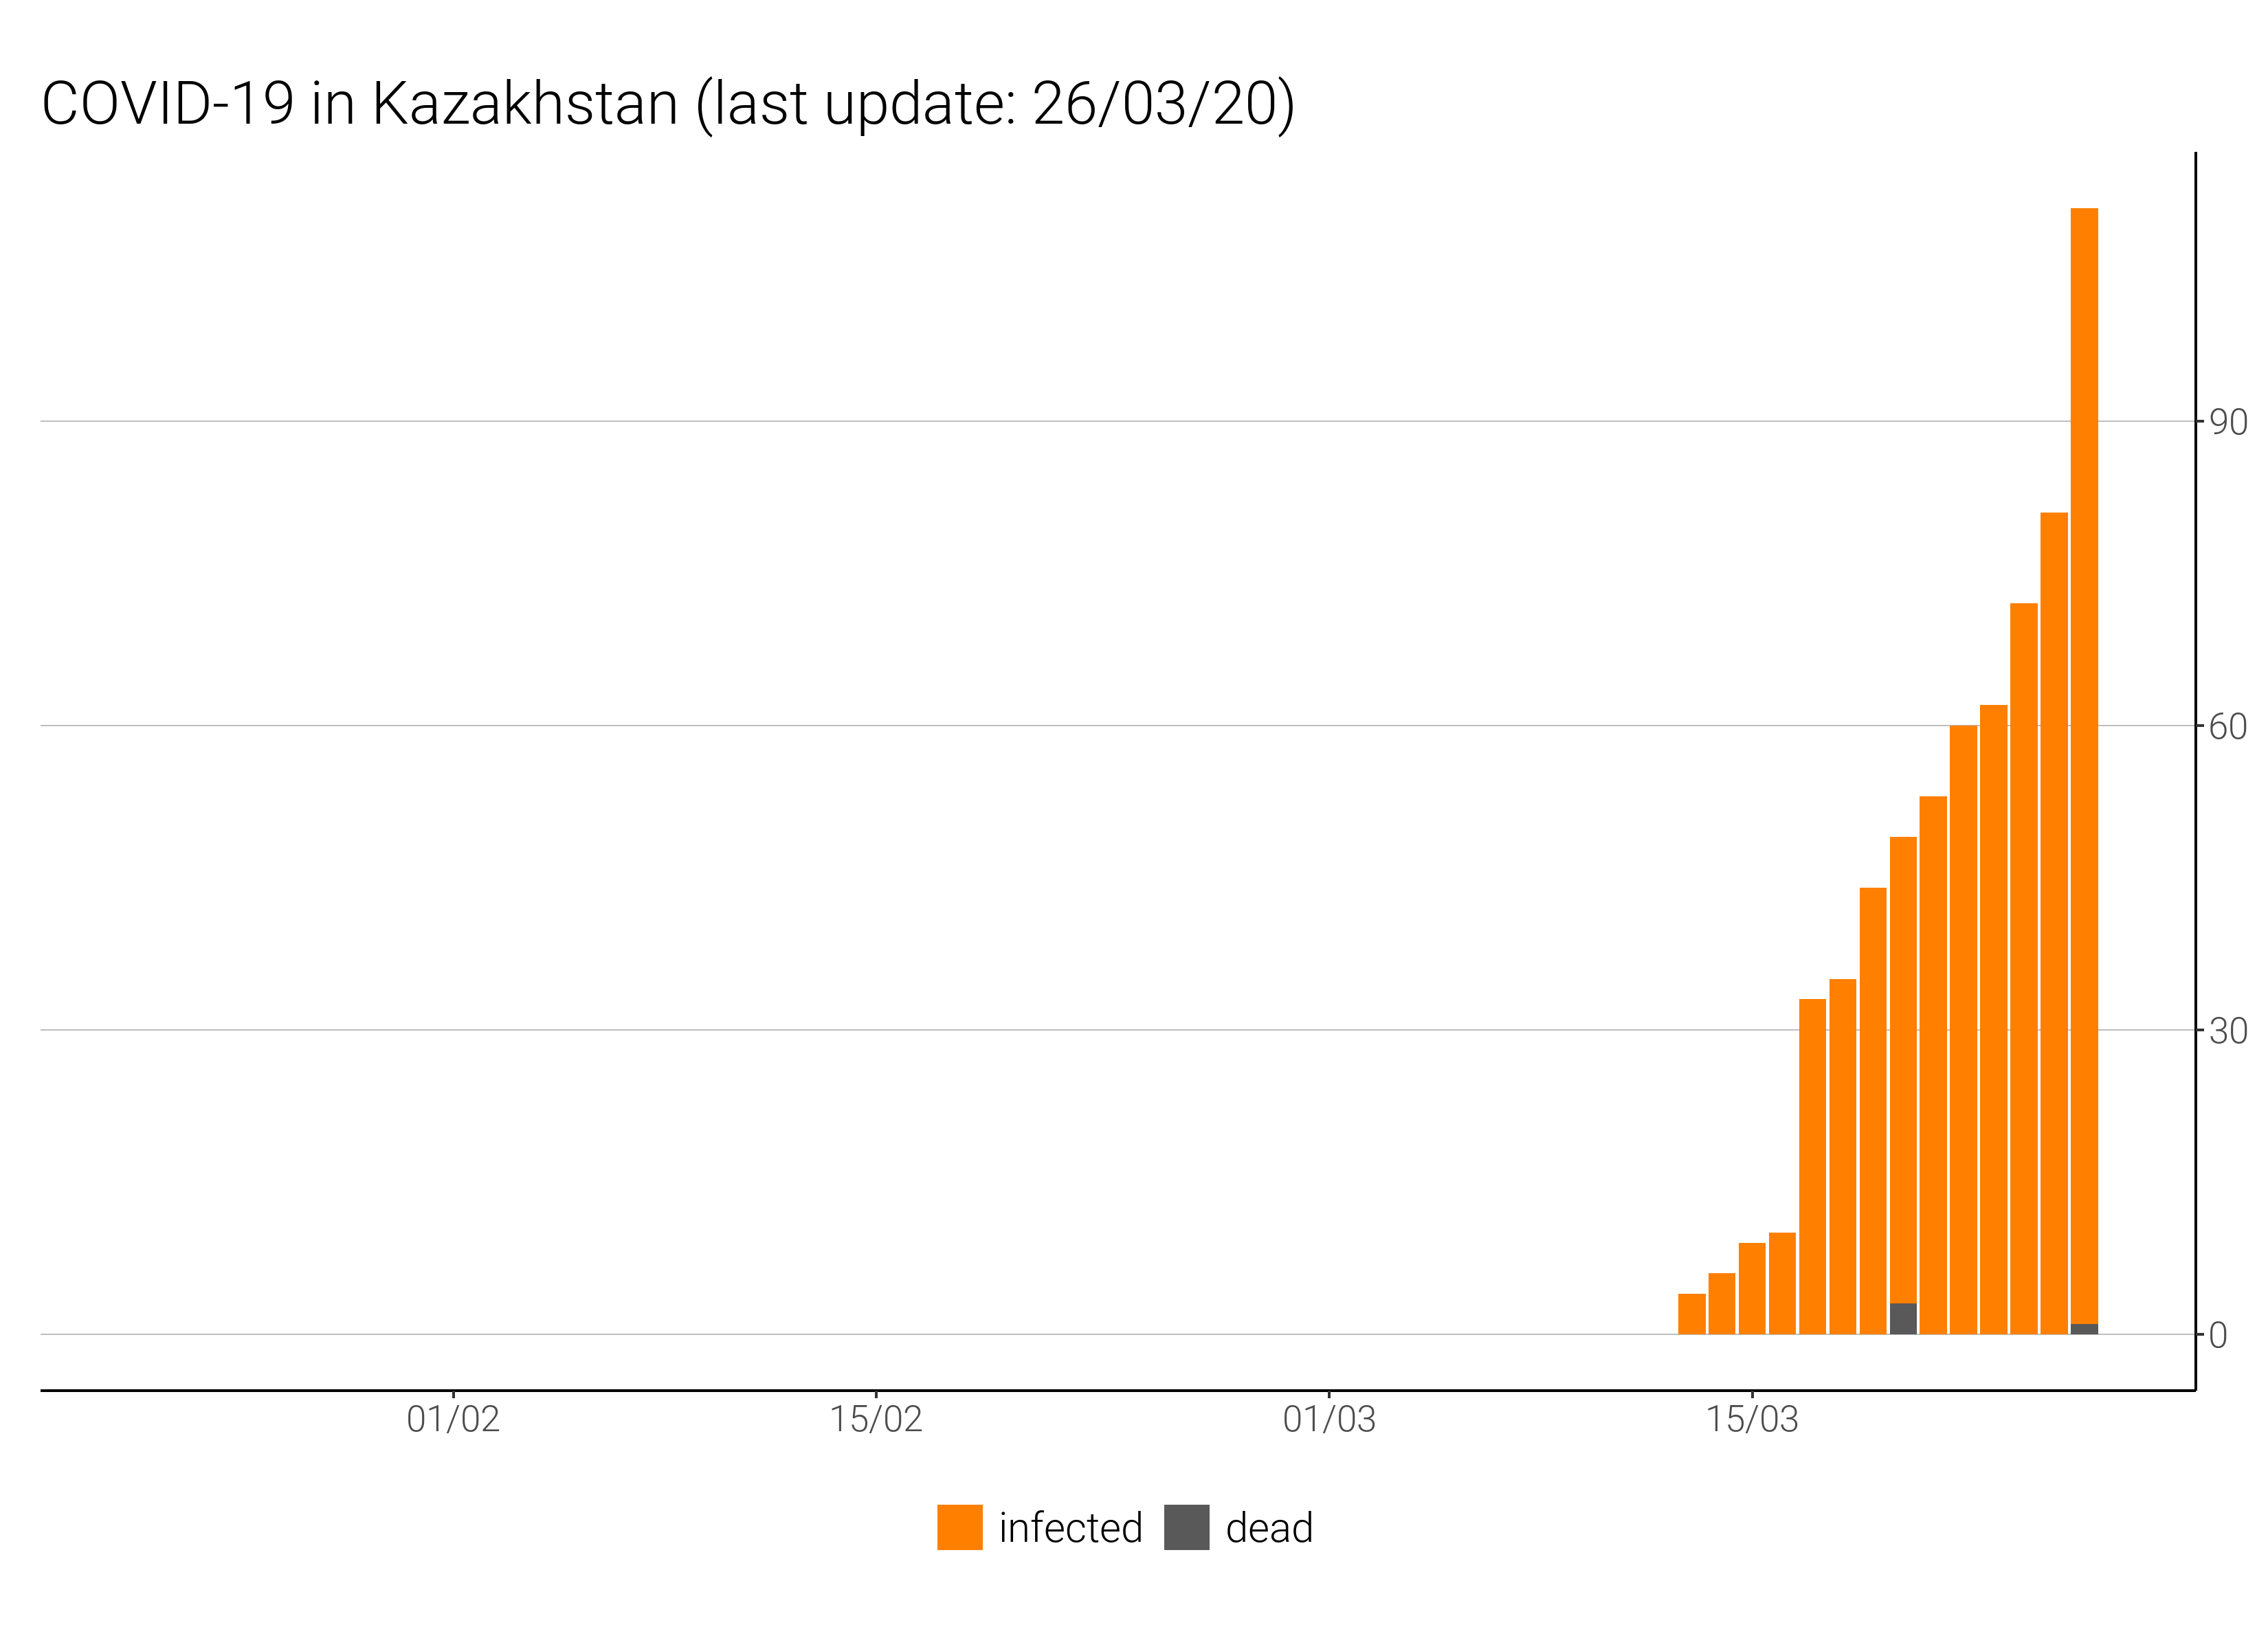 COVID-19 in Kazakhstan (last update: 26/03/20)
90
60
30
0
01/02 15/02 01/03 15/03
infected dead